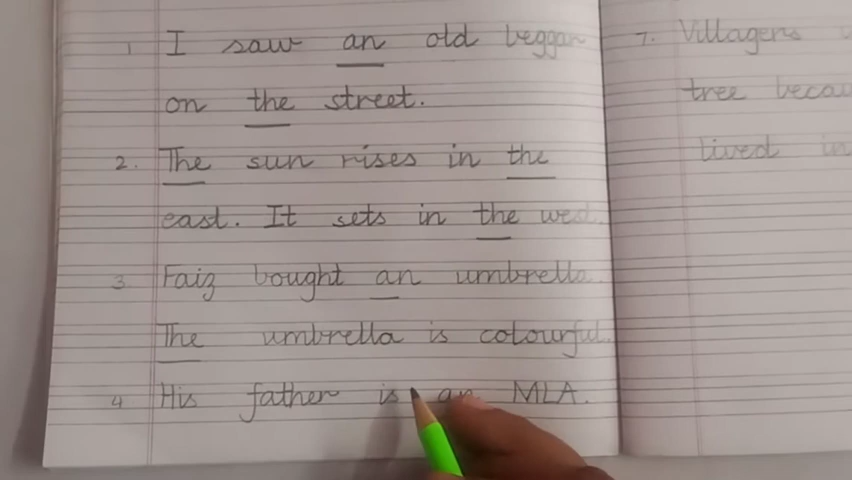 1 I saw an old beggar
on the street.
2. The sun rises in the
east. It sets in the west.
3 Faiz bought an umbrella.
The umbrella is colourful.
4 His father is an MLA.
7. Villagers
tree
lived in